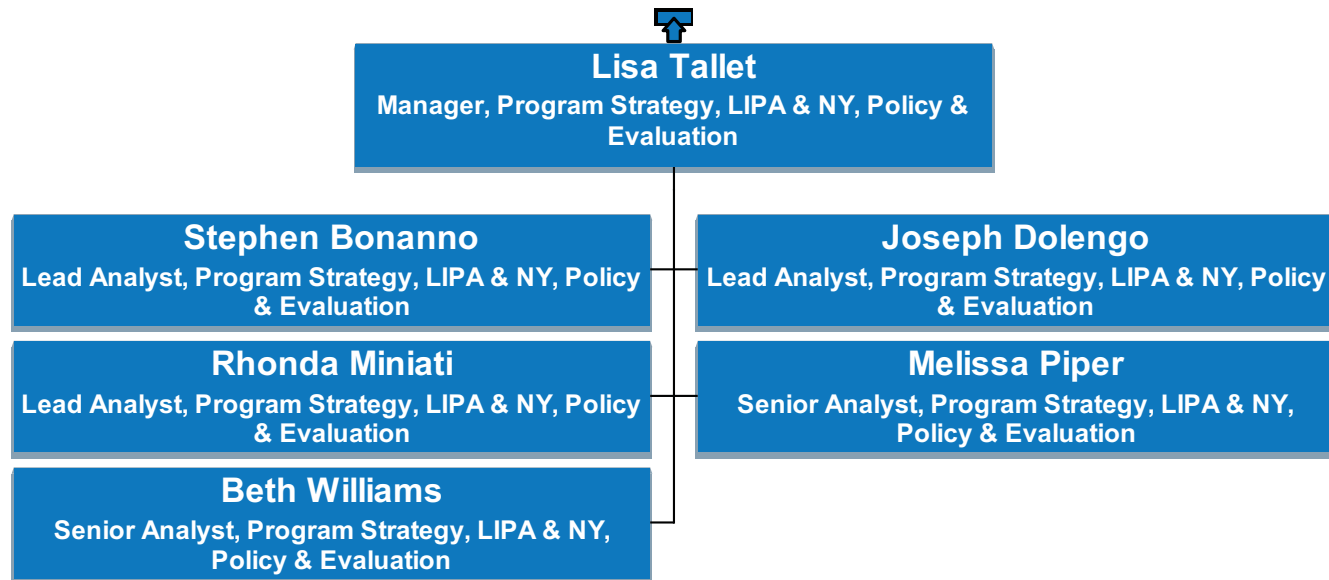 Lisa Tallet
Manager, Program Strategy, LIPA & NY, Policy &
Evaluation
Stephen Bonanno
Lead Analyst, Program Strategy, LIPA & NY, Policy
& Evaluation
Joseph Dolengo
Lead Analyst, Program Strategy, LIPA & NY, Policy
& Evaluation
Rhonda Miniati
Lead Analyst, Program Strategy, LIPA & NY, Policy
& Evaluation
Melissa Piper
Senior Analyst, Program Strategy, LIPA & NY,
Policy & Evaluation
Beth Williams
Senior Analyst, Program Strategy, LIPA & NY,
Policy & Evaluation